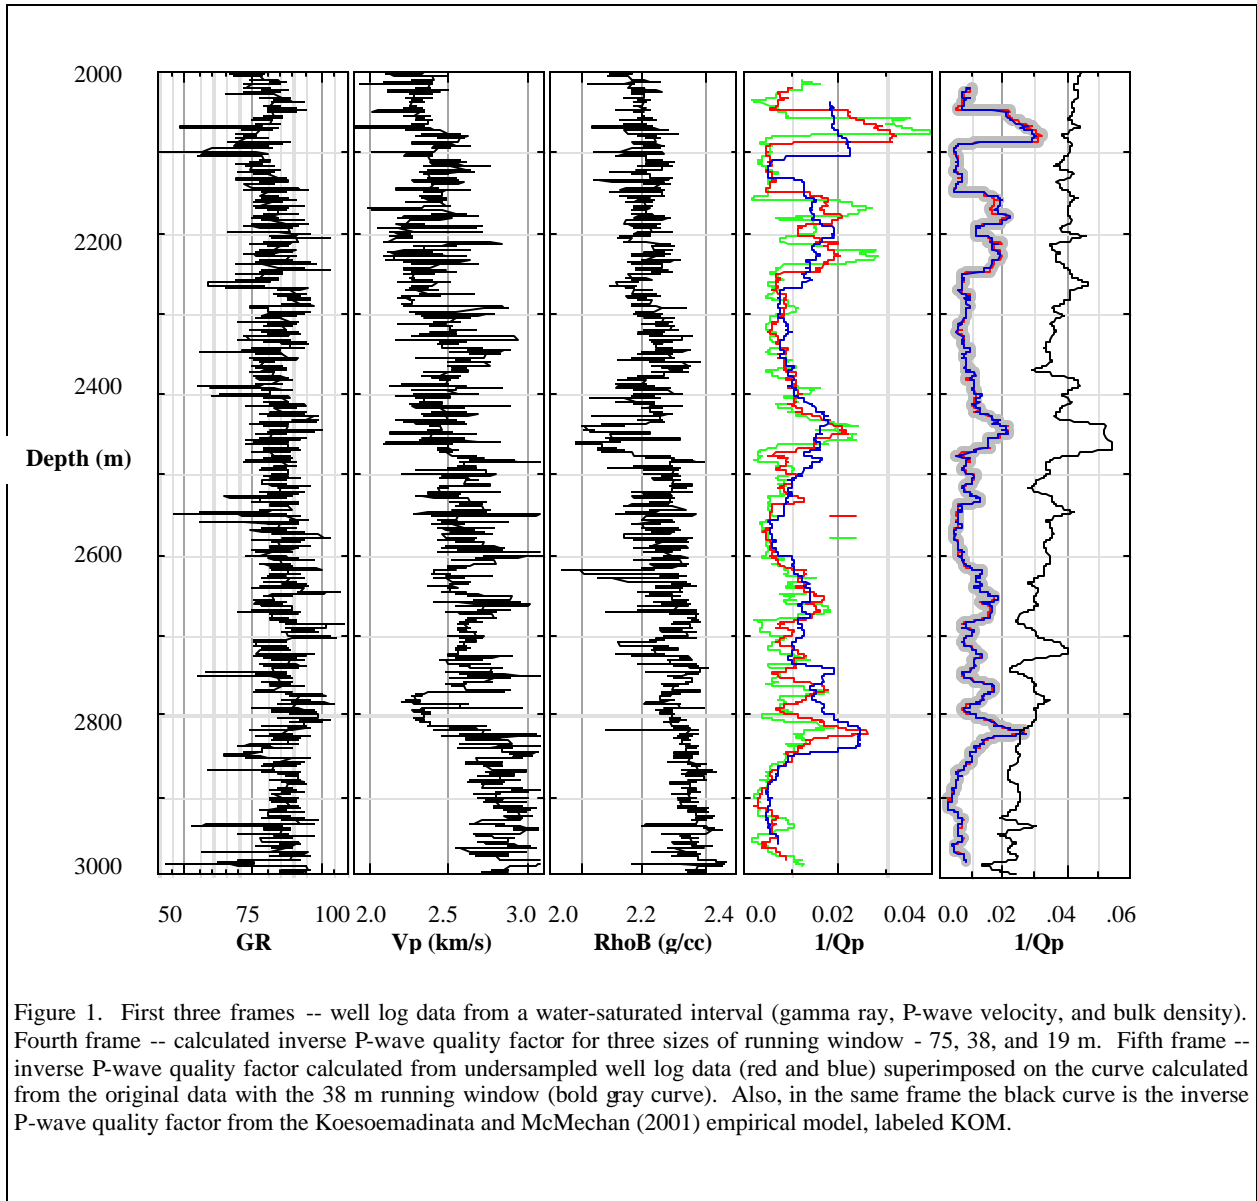 2000
2200
2400
Depth (m)
2600
2800
3000
50 75 100 2.0 2.5 3.0 2.0 2.2 2.4 0.0 0.02 0.04 0.0 .02 .04 .06
GR Vp (km/s) RhoB (g/cc) 1/Qp 1/Qp
Figure 1. First three frames -- well log data from a water-saturated interval (gamma ray, P-wave velocity, and bulk density).
Fourth frame -- calculated inverse P-wave quality factor for three sizes of running window - 75, 38, and 19 m. Fifth frame --
inverse P-wave quality factor calculated from undersampled well log data (red and blue) superimposed on the curve calculated
from the original data with the 38 m running window (bold gray curve). Also, in the same frame the black curve is the inverse
P-wave quality factor from the Koesoemadinata and McMechan (2001) empirical model, labeled KOM.